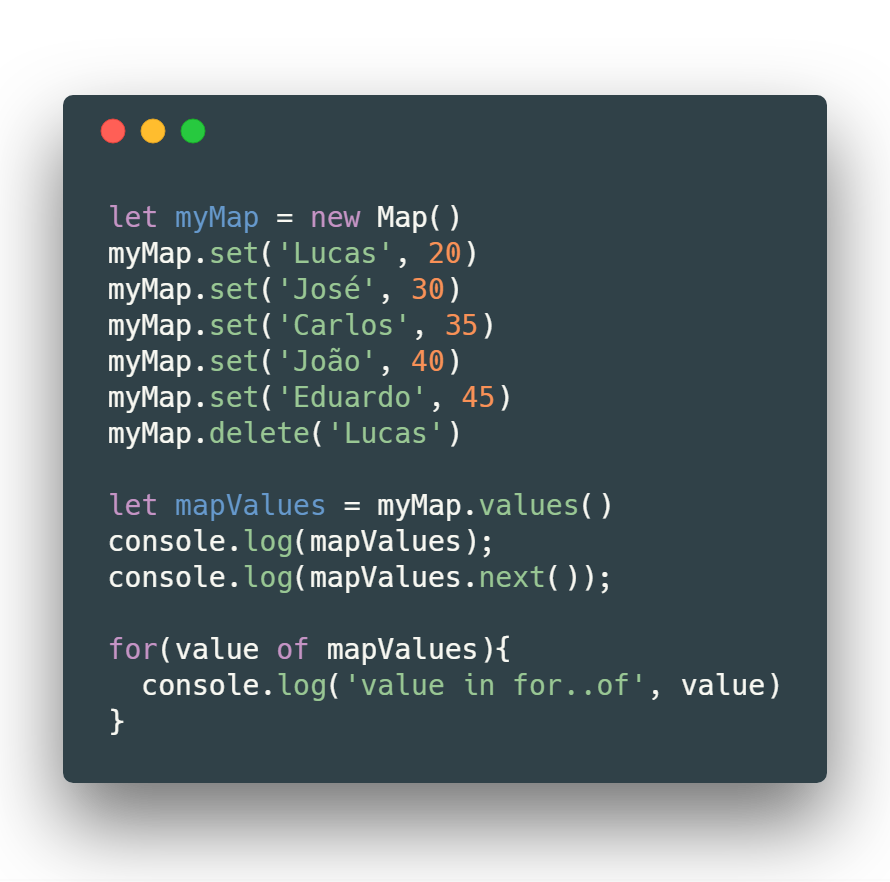 let myMap = new Map()
myMap.set('Lucas', 20)
myMap.set('José', 30)
myMap.set('Carlos', 35)
myMap.set('João', 40)
myMap.set('Eduardo', 45)
myMap.delete('Lucas')

let mapValues = myMap.values()
console.log(mapValues);
console.log(mapValues.next());

for(value of mapValues){
  console.log('value in for..of', value)
}